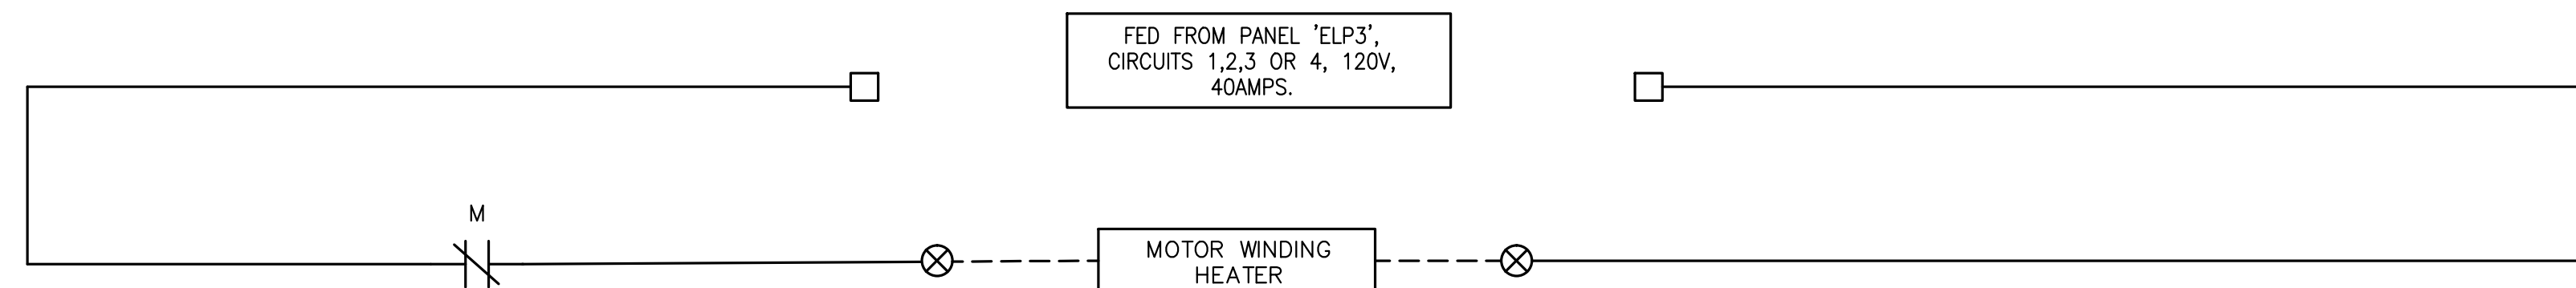 FED FROM PANEL 'ELP3',
CIRCUITS 1,2,3 OR 4, 120V,
40AMPS.
M
MOTOR WINDING
HEATER